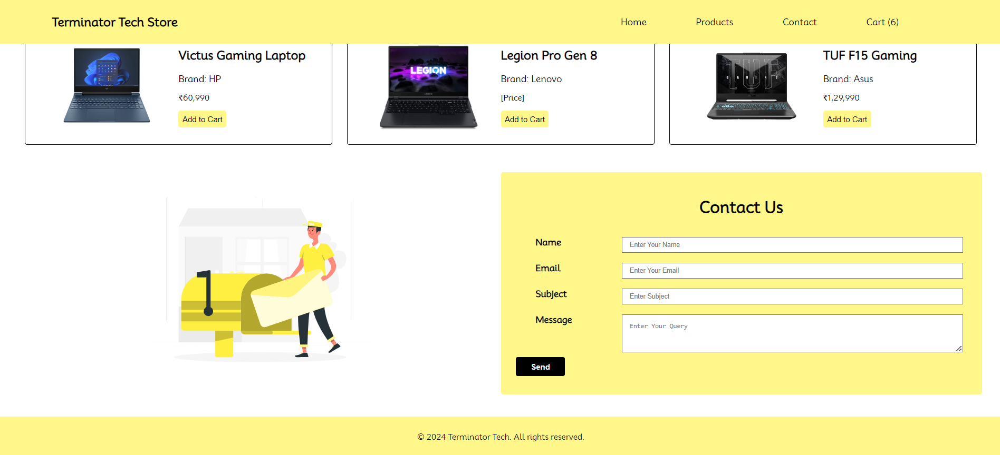 Terminator Tech Store
Home
Products
Contact
Cart (6)
Victus Gaming Laptop
Brand: HP
₹60,990
Add to Cart
LEGION
Legion Pro Gen 8
Brand: Lenovo
[Price]
Add to Cart
TUF
GAMING
TUF F15 Gaming
Brand: Asus
₹1,29,990
Add to Cart
Contact Us
Name
Enter Your Name
Email
Enter Your Email
Subject
Enter Subject
Message
Enter Your Query
Send
© 2024 Terminator Tech. All rights reserved.